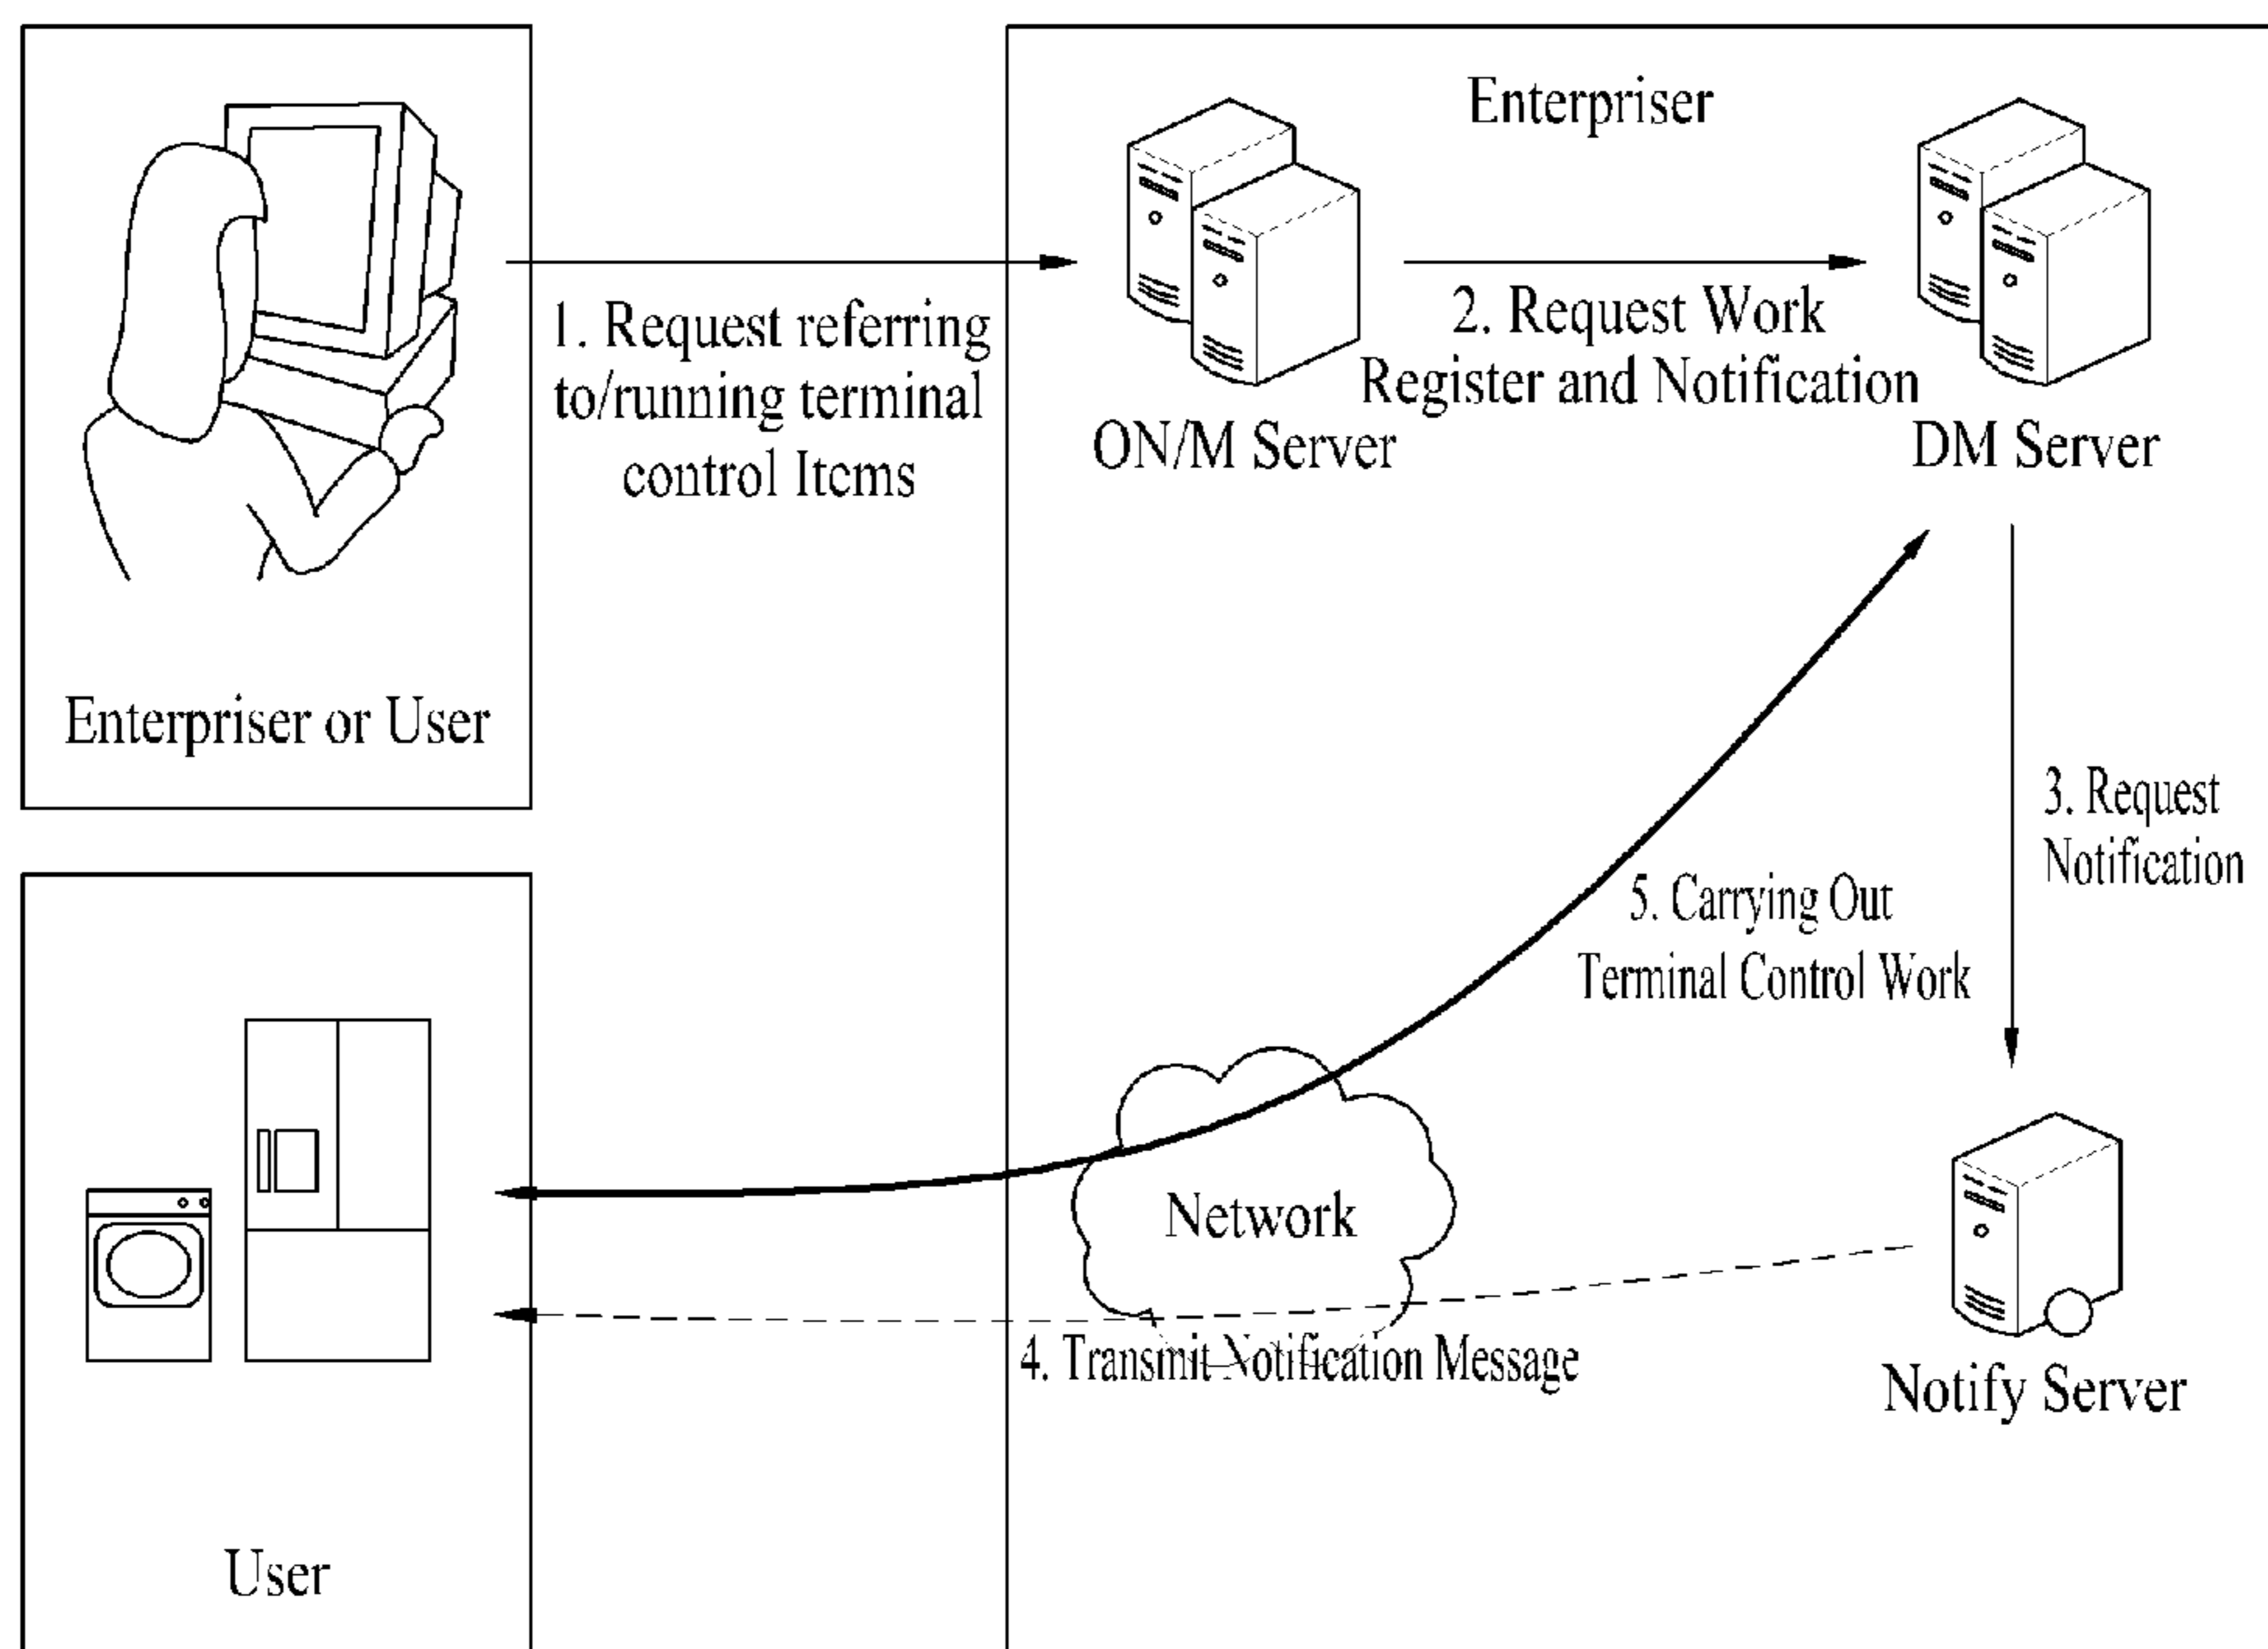 Enterpriser
1. Request referring
to/running terminal
control Items
2. Request Work
Register and Notification
ON/M Server
DM Server
Enterpriser or User
3. Request
Notification
5. Carrying Out
Terminal Control Work
Network
4. Transmit Notification Message
Notify Server
User